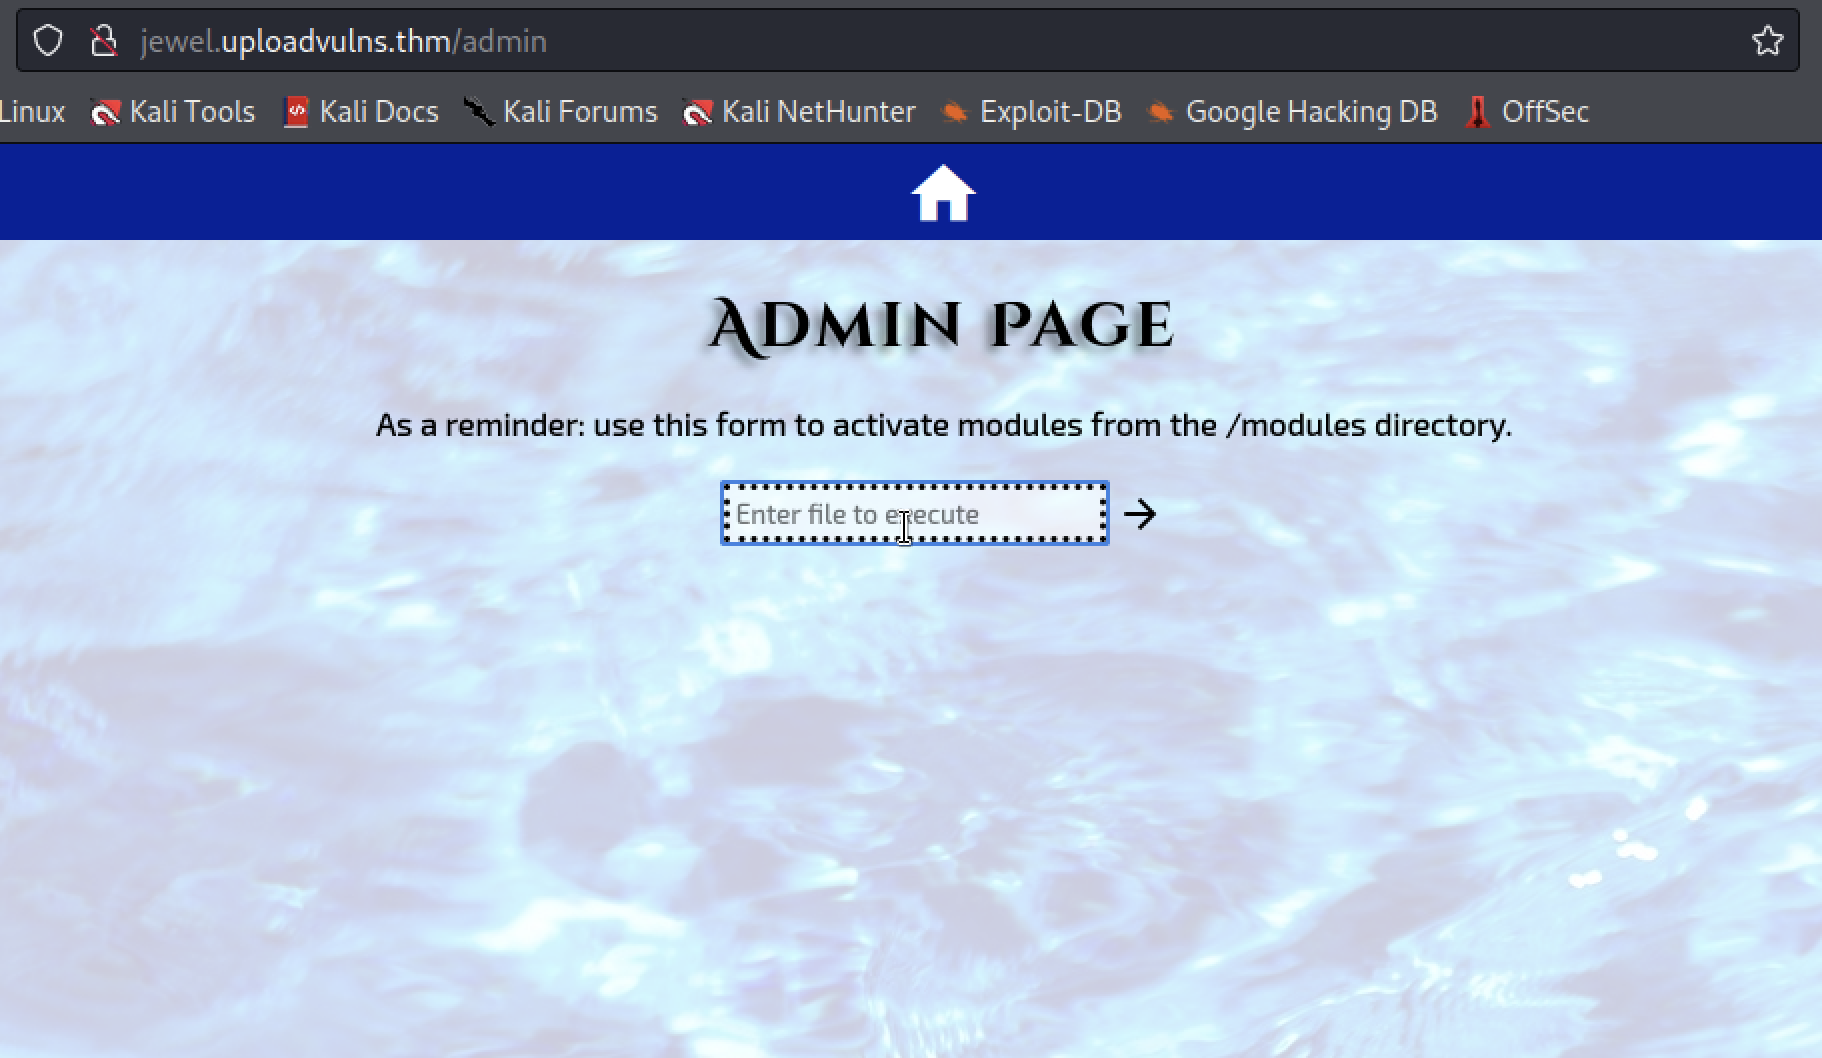 jewel.uploadvulns.thm/admin
Linux Kali Tools Kali Docs Kali Forums Kali NetHunter Exploit-DB Google Hacking DB OffSec
Admin Page
As a reminder: use this form to activate modules from the /modules directory.
Enter file to execute